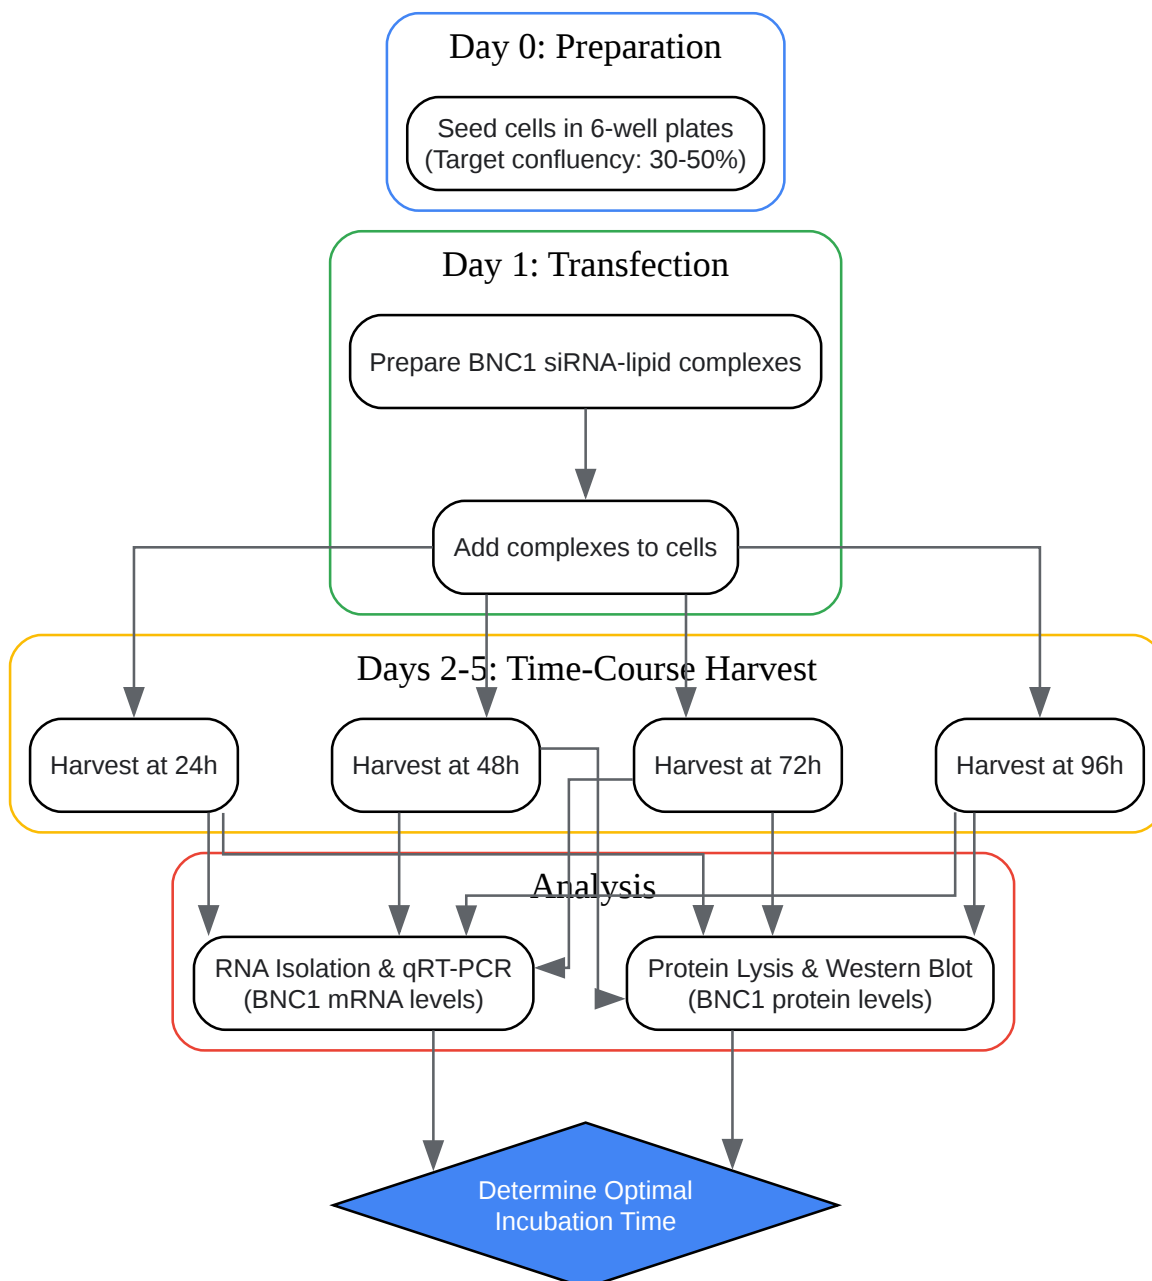 Day 0: Preparation
Seed cells in 6-well plates
(Target confluency: 30-50%)
Day 1: Transfection
Prepare BNC1 siRNA-lipid complexes
Add complexes to cells
Days 2-5: Time-Course Harvest
Harvest at 24h
Harvest at 48h
Harvest at 72h
Harvest at 96h
Analysis
RNA Isolation & qRT-PCR
(BNC1 mRNA levels)
Protein Lysis & Western Blot
(BNC1 protein levels)
Determine Optimal
Incubation Time